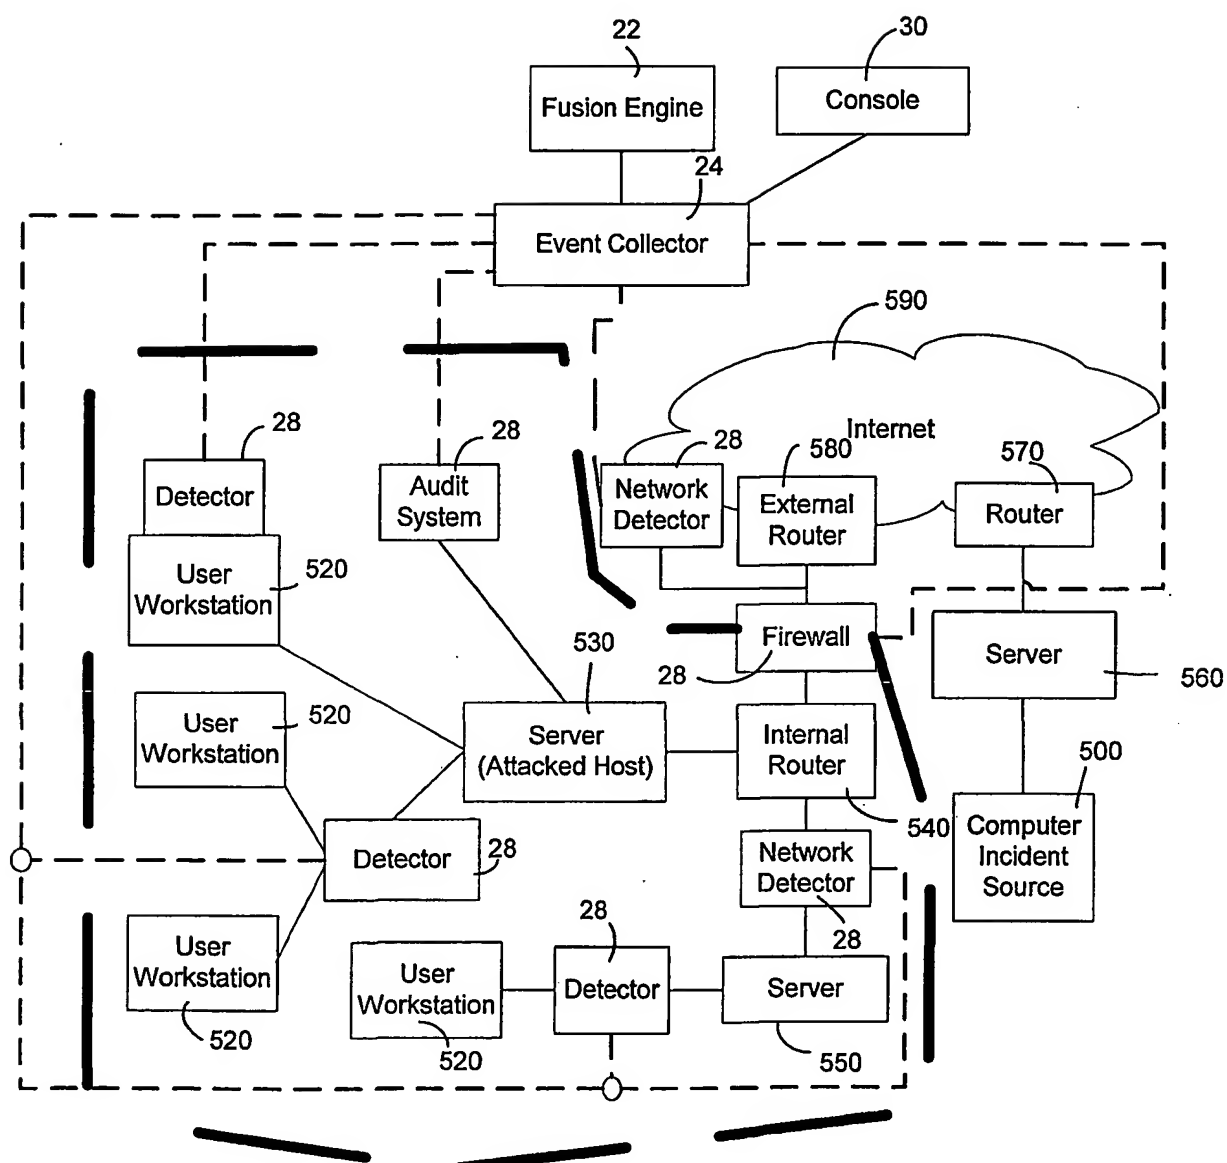 22
30
Fusion Engine
Console
24
Event Collector
590
Internet
28
28
28
580
570
Detector
Audit
System
Network
Detector
External
Router
Router
User
Workstation
520
530
Firewall
28
Server
560
User
Workstation
520
Server
(Attacked Host)
Internal
Router
540
500
Computer
Incident
Source
Detector
28
Network
Detector
28
28
User
Workstation
520
User
Workstation
520
Detector
Server
550